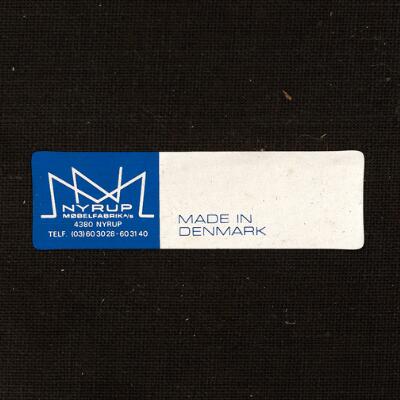 NYRUP
MØBELFABRIK A/S
4380 NYRUP
TELF. (03) 60 30 26 - 60 31 40
MADE IN
DENMARK